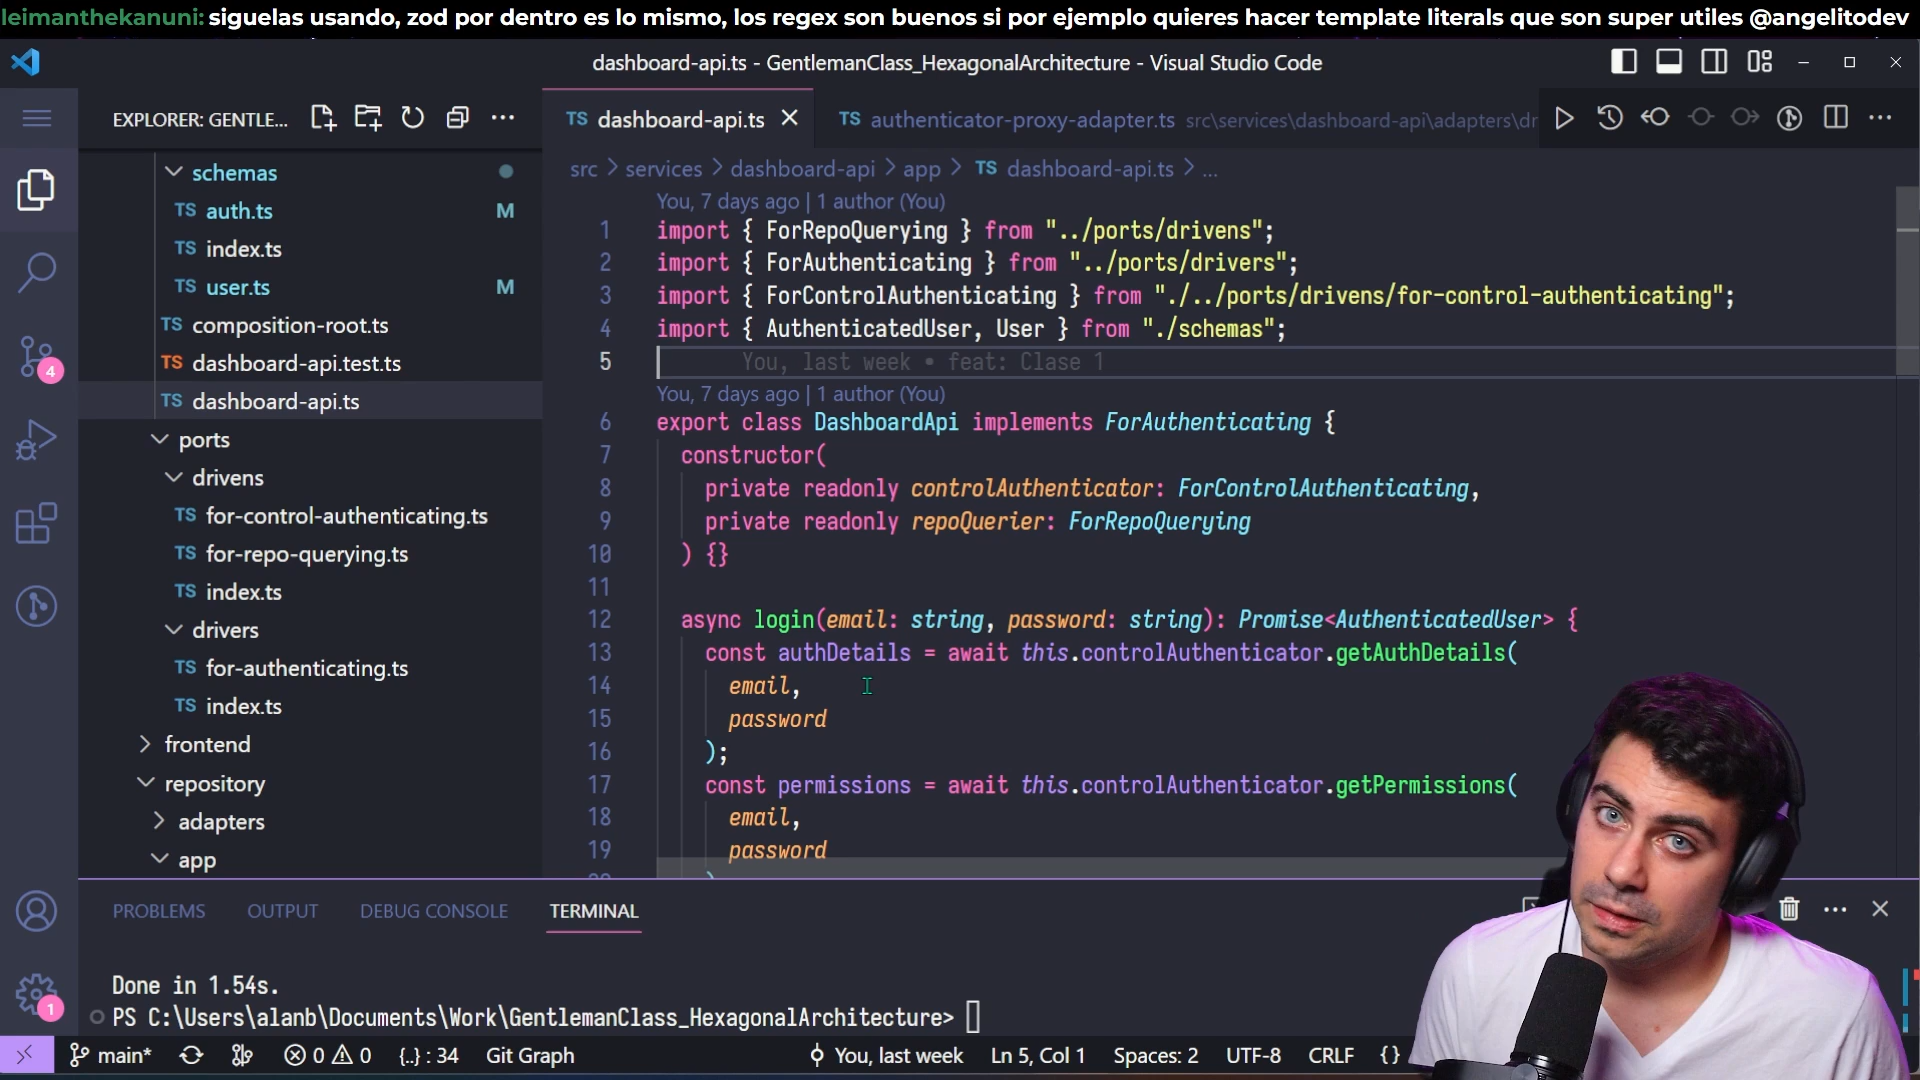 leimanthekanuni: siguelas usando, zod por dentro es lo mismo, los regex son buenos si por ejemplo quieres hacer template literals que son super utiles @angelitodev
dashboard-api.ts - GentlemanClass_HexagonalArchitecture - Visual Studio Code
EXPLORER: GENTLE...
TS dashboard-api.ts
TS authenticator-proxy-adapter.ts src\services\dashboard-api\adapters\dr
src > services > dashboard-api > app > TS dashboard-api.ts > ...
schemas
TS auth.ts M
TS index.ts
TS user.ts M
TS composition-root.ts
TS dashboard-api.test.ts
TS dashboard-api.ts
ports
drivens
TS for-control-authenticating.ts
TS for-repo-querying.ts
TS index.ts
drivers
TS for-authenticating.ts
TS index.ts
frontend
repository
adapters
app
4
1
You, 7 days ago | 1 author (You)
1 import { ForRepoQuerying } from "../ports/drivens";
2 import { ForAuthenticating } from "../ports/drivers";
3 import { ForControlAuthenticating } from "./../ports/drivens/for-control-authenticating";
4 import { AuthenticatedUser, User } from "./schemas";
5 You, last week • feat: Clase 1
You, 7 days ago | 1 author (You)
6 export class DashboardApi implements ForAuthenticating {
7 constructor(
8 private readonly controlAuthenticator: ForControlAuthenticating,
9 private readonly repoQuerier: ForRepoQuerying
10 ) {}
11
12 async login(email: string, password: string): Promise<AuthenticatedUser> {
13 const authDetails = await this.controlAuthenticator.getAuthDetails(
14 email,
15 password
16 );
17 const permissions = await this.controlAuthenticator.getPermissions(
18 email,
19 password
PROBLEMS OUTPUT DEBUG CONSOLE TERMINAL
Done in 1.54s.
PS C:\Users\alanb\Documents\Work\GentlemanClass_HexagonalArchitecture>
main* 0 0 {..} : 34 Git Graph You, last week Ln 5, Col 1 Spaces: 2 UTF-8 CRLF {}